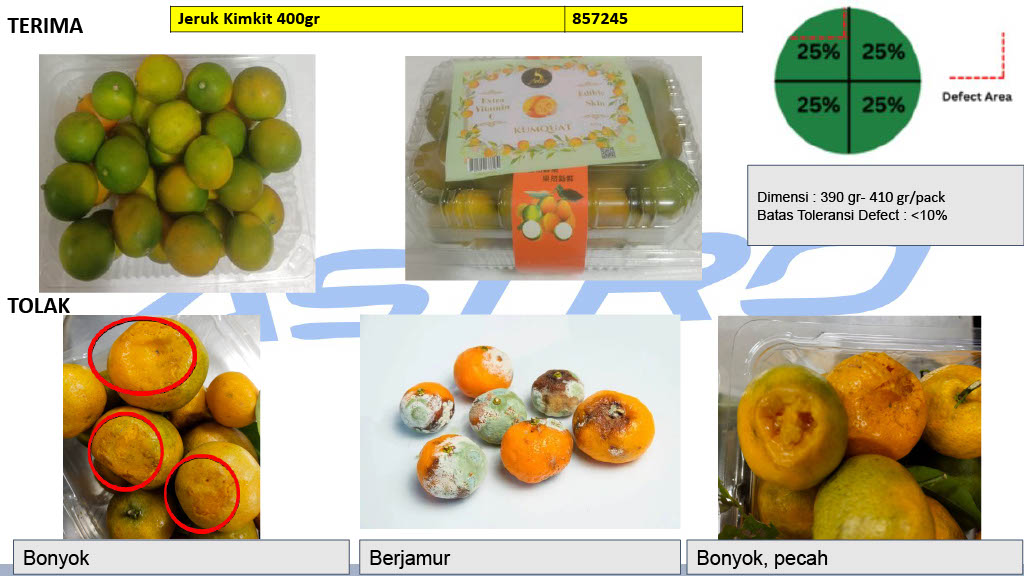 TERIMA
Jeruk Kimkit 400gr 857245
25% 25%
25% 25%
Defect Area
Extra Vitamin C
Edible Skin
KUMQUAT
Dimensi : 390 gr- 410 gr/pack
Batas Toleransi Defect : <10%
ASTRO
TOLAK
Bonyok
Berjamur
Bonyok, pecah